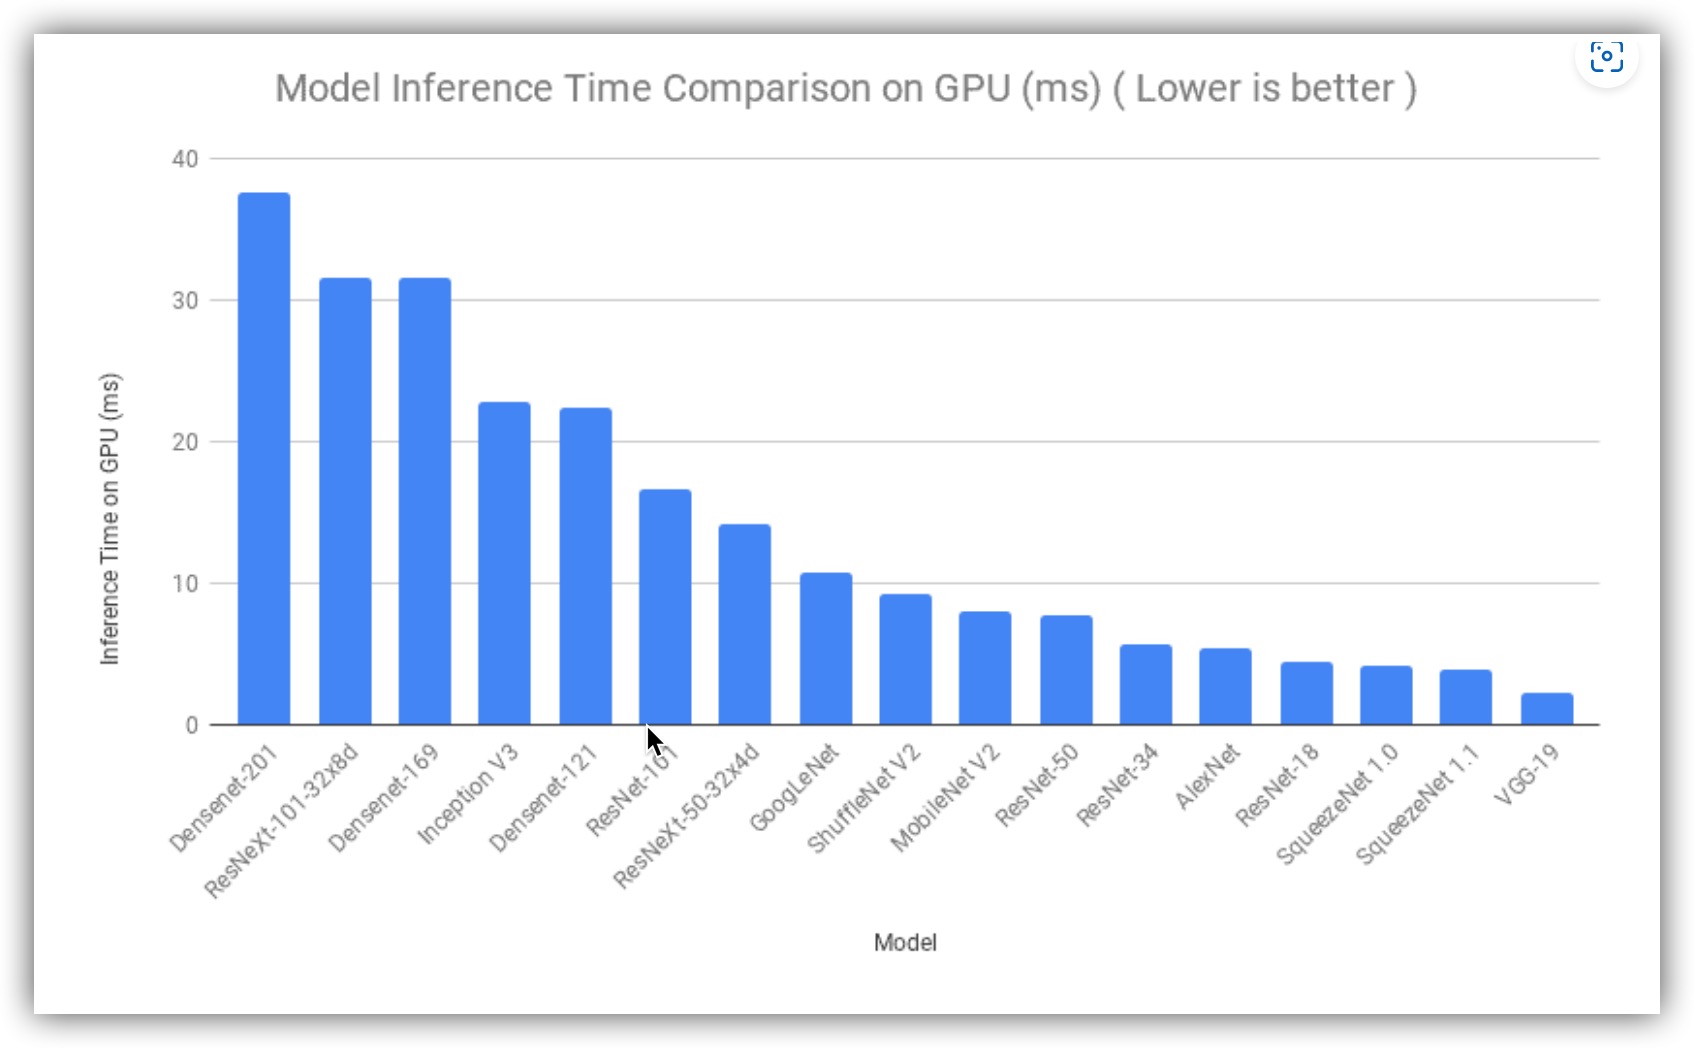 Model Inference Time Comparison on GPU (ms) ( Lower is better )
40
30
20
10
0
Inference Time on GPU (ms)
Densenet-201
ResNeXt-101-32x8d
Densenet-169
Inception V3
Densenet-121
ResNet-101
ResNeXt-50-32x4d
GoogLeNet
ShuffleNet V2
MobileNet V2
ResNet-50
ResNet-34
AlexNet
ResNet-18
SqueezeNet 1.0
SqueezeNet 1.1
VGG-19
Model